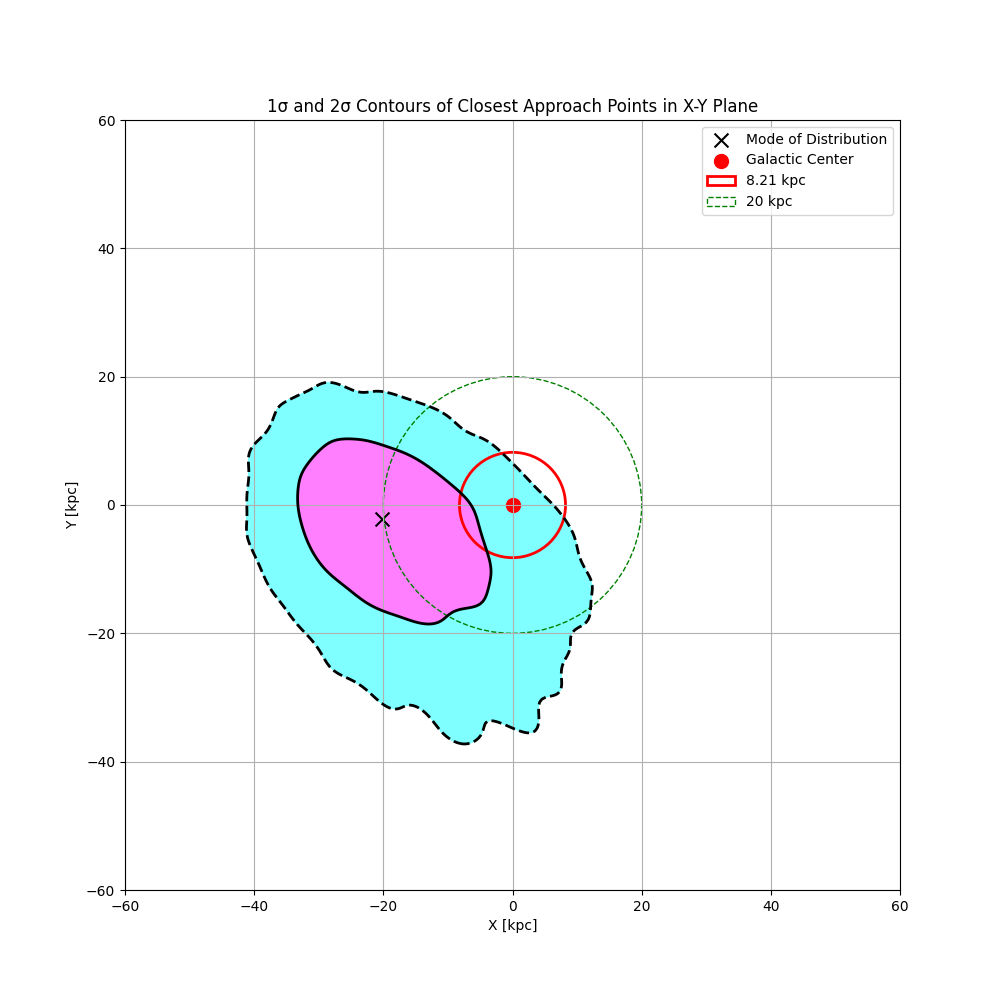 1σ and 2σ Contours of Closest Approach Points in X-Y Plane
Mode of Distribution
Galactic Center
8.21 kpc
20 kpc
60
40
20
0
−20
−40
−60
Y [kpc]
−60 −40 −20 0 20 40 60
X [kpc]